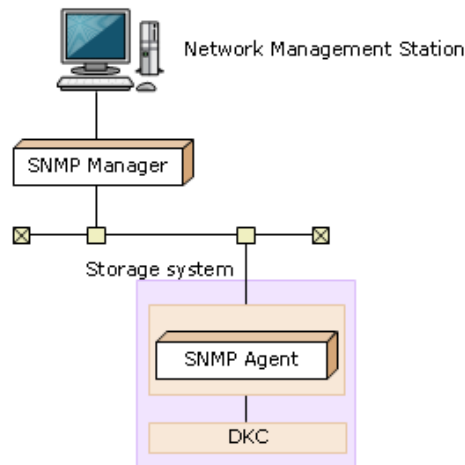 Network Management Station
SNMP Manager
Storage system
SNMP Agent
DKC